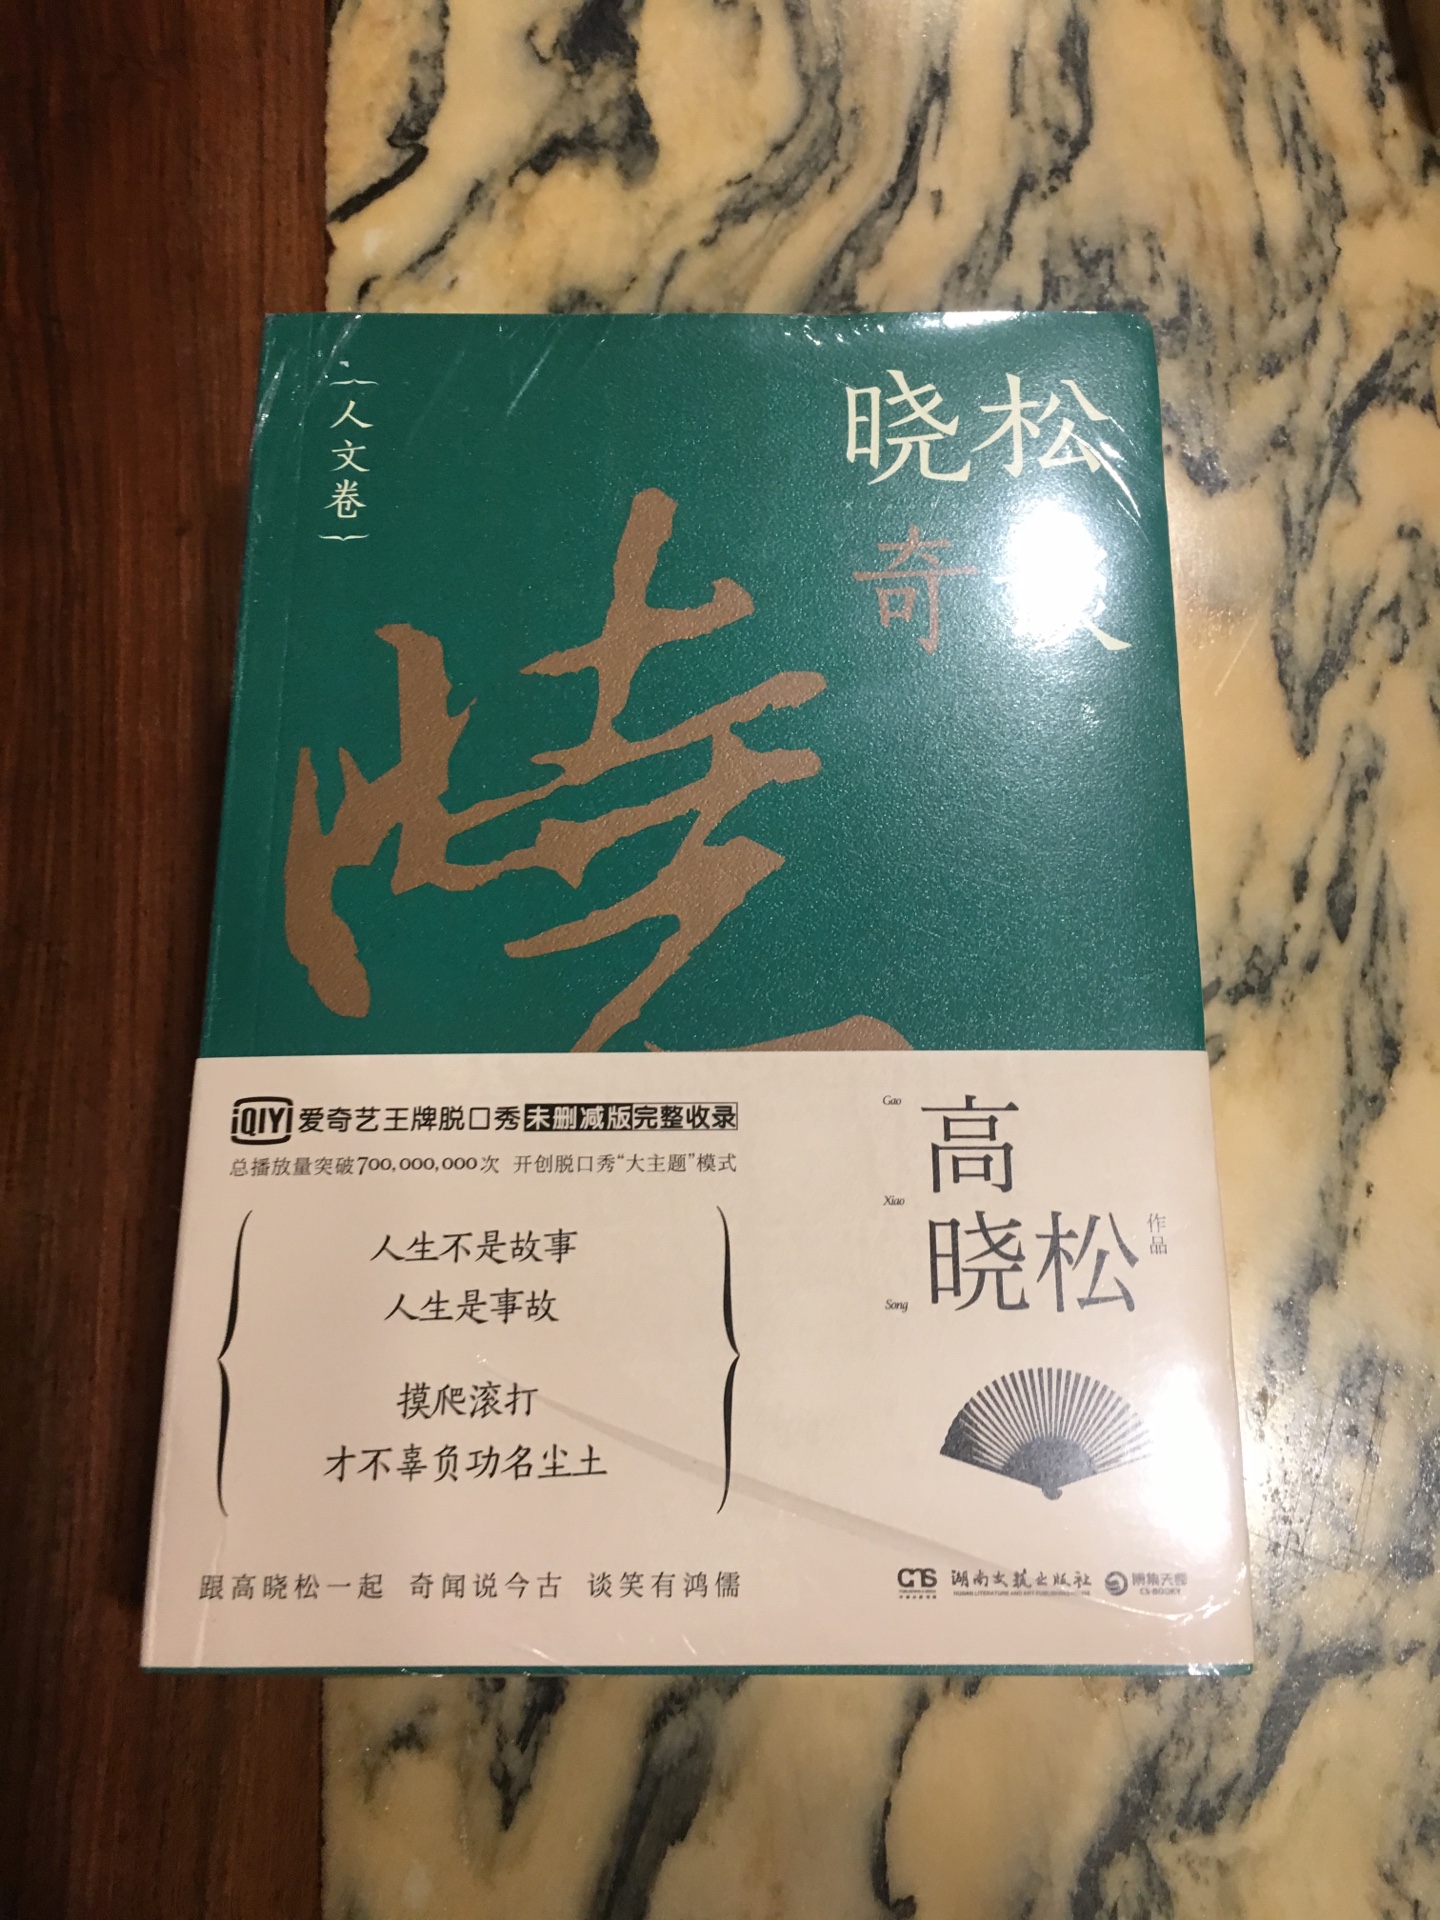 人文卷
晓松
奇
晓
iQIYI 爱奇艺王牌脱口秀未删减版完整收录
总播放量突破700,000,000次 开创脱口秀“大主题”模式
人生不是故事
人生是事故
摸爬滚打
才不辜负功名尘土
跟高晓松一起 奇闻说今古 谈笑有鸿儒
Gao
高
Xiao
晓松
作品
Song
湖南文艺出版社 博集天卷
CS-BOOKY